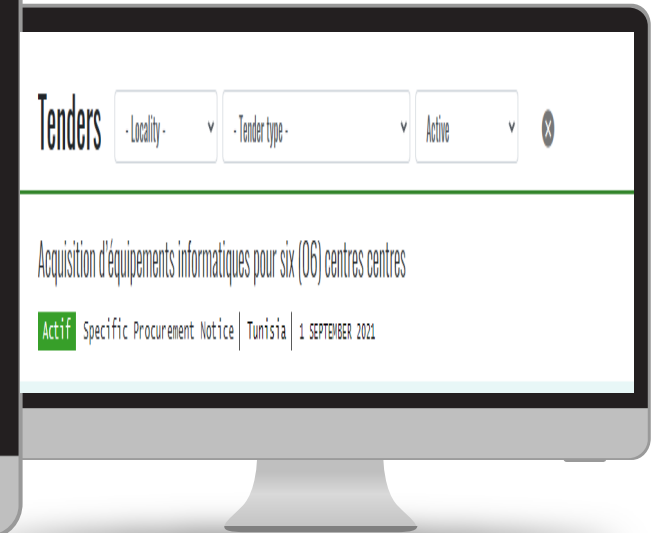 Tenders - Locality - - Tender type - Active
Acquisition d'équipements informatiques pour six (06) centres centres
Actif Specific Procurement Notice | Tunisia | 1 SEPTEMBER 2021